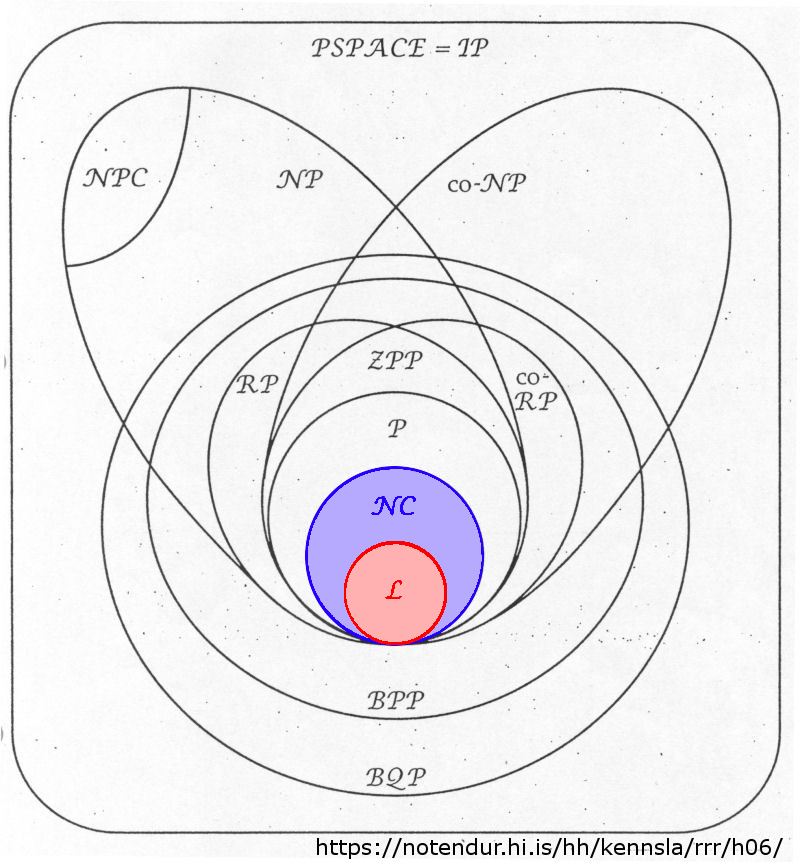 PSPACE = IP
NPC
NP
co-NP
ZPP
RP
co-
RP
P
NC
L
BPP
BQP
https://notendur.hi.is/hh/kennsla/rrr/h06/